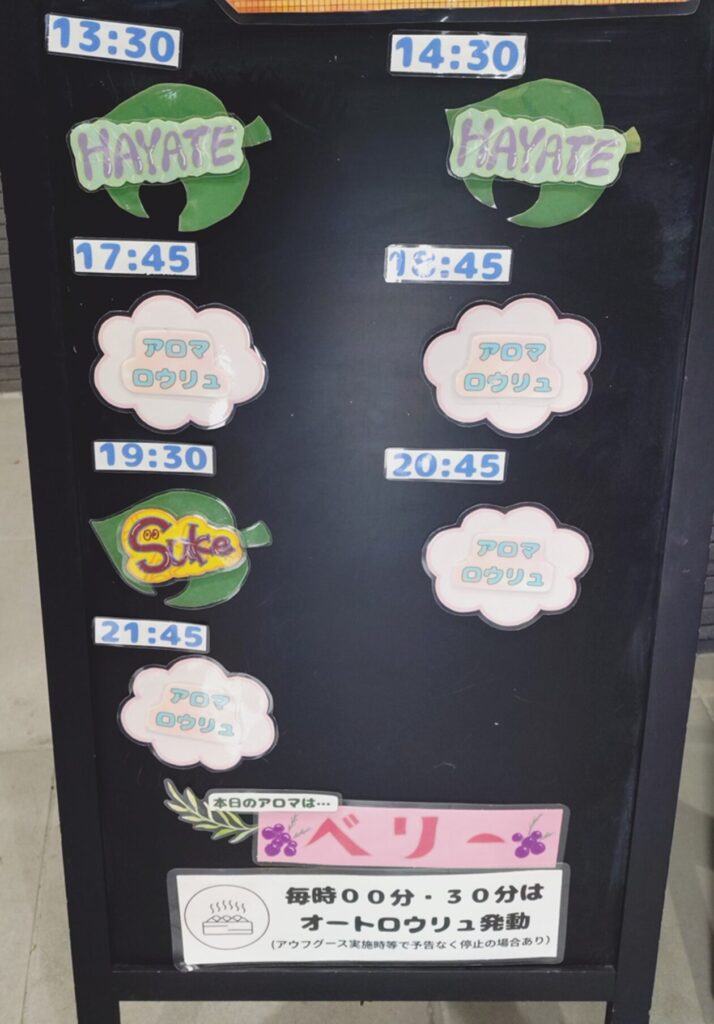 13:30
14:30
HAYATE
HAYATE
17:45
18:45
アロマ
ロウリュ
アロマ
ロウリュ
19:30
20:45
Suke
アロマ
ロウリュ
21:45
アロマ
ロウリュ
本日のアロマは…
ベリー
毎時００分・３０分は
オートロウリュ発動
(アウフグース実施時等で予告なく停止の場合あり)